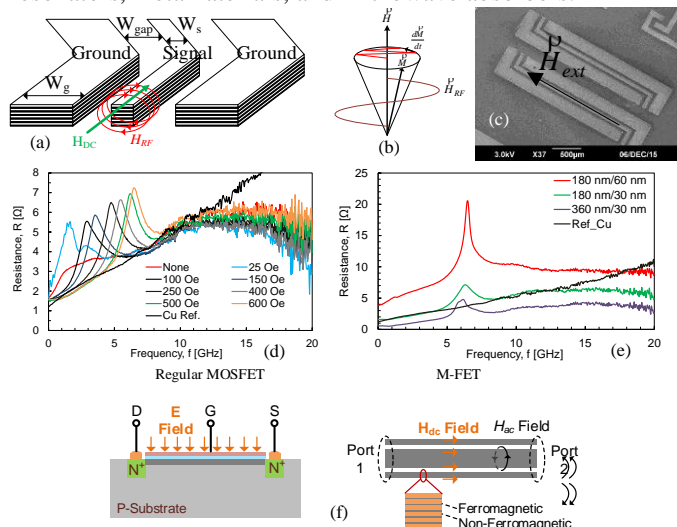 W_gap
W_s
Ground
Signal
Ground
W_g
H_DC
H_RF
(a)
H
dM
dt
M
H_RF
(b)
H_ext
(c)
3.0kV X37 500μm 06/DEC/15
Resistance, R [Ω]
8
7
6
5
4
3
2
1
0
0 5 10 15 20
None
25 Oe
100 Oe
150 Oe
250 Oe
400 Oe
500 Oe
600 Oe
Cu Ref.
Frequency, f [GHz]
(d)
Resistance, R [Ω]
25
20
15
10
5
0
0 5 10 15 20
180 nm/60 nm
180 nm/30 nm
360 nm/30 nm
Ref_Cu
Frequency, f [GHz]
(e)
Regular MOSFET
M-FET
D
E
Field
G
S
N+
N+
P-Substrate
H_dc Field
H_ac Field
Port
1
Port
2
(f)
Ferromagnetic
Non-Ferromagnetic